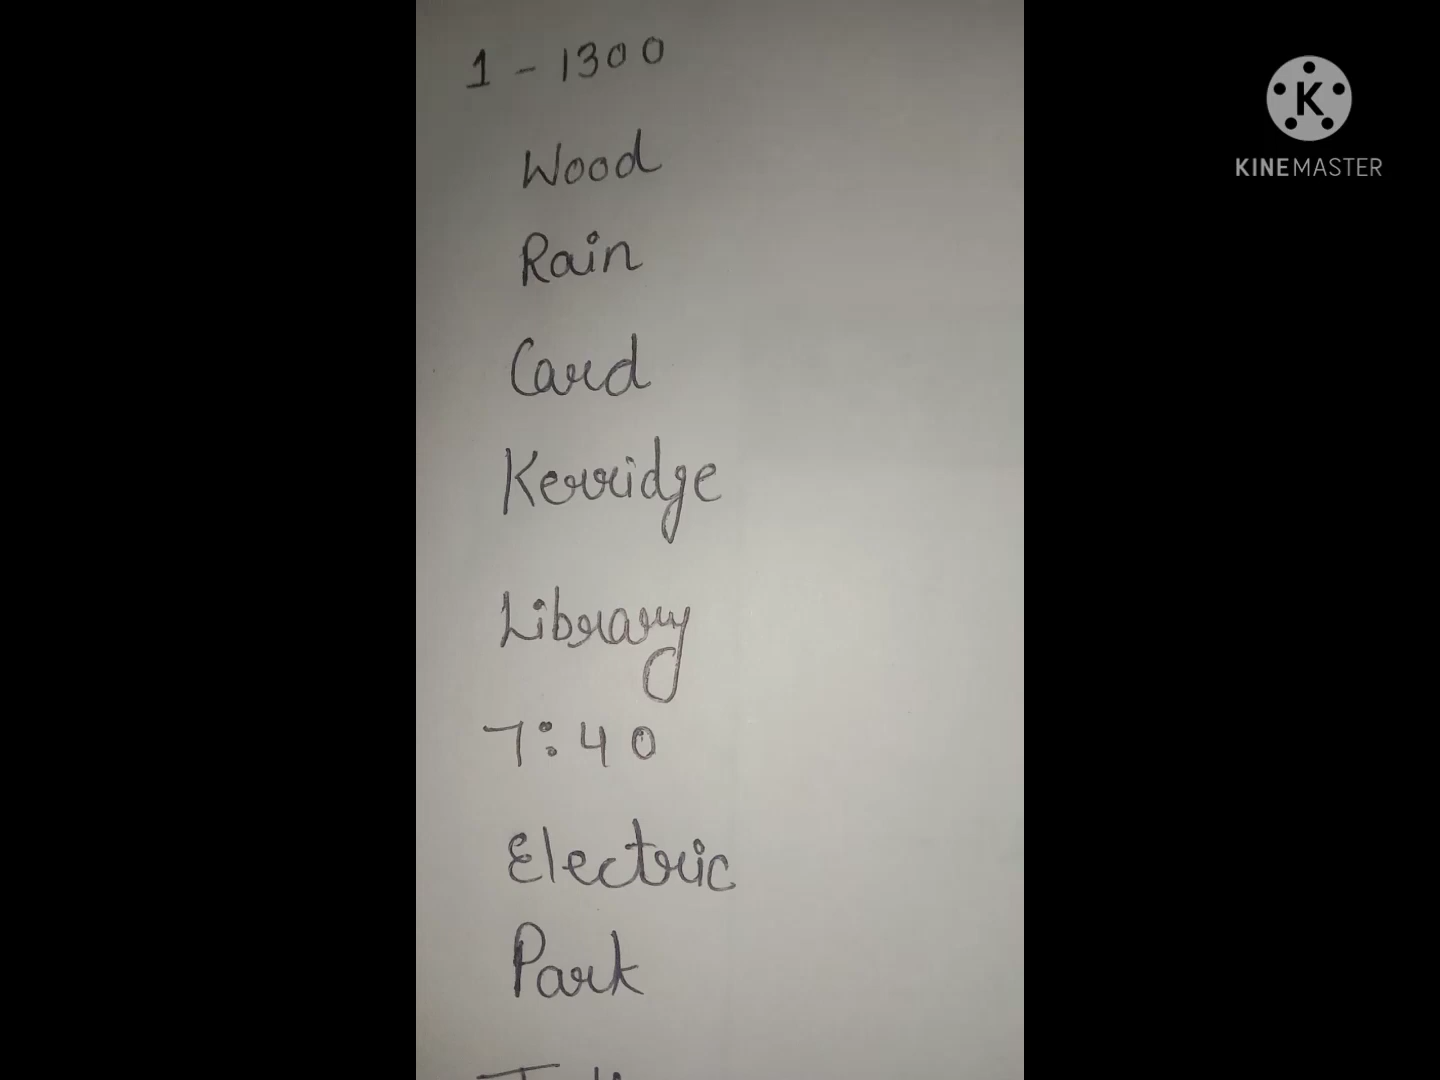 1 - 1300
Wood
Rain
Card
Kerridge
Library
7:40
Electric
Park
K
KINEMASTER